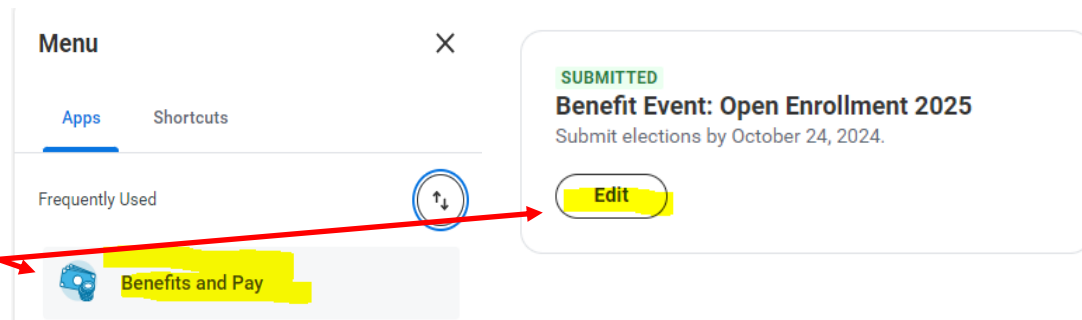 Menu
Apps Shortcuts
Frequently Used
Benefits and Pay
SUBMITTED
Benefit Event: Open Enrollment 2025
Submit elections by October 24, 2024.
Edit